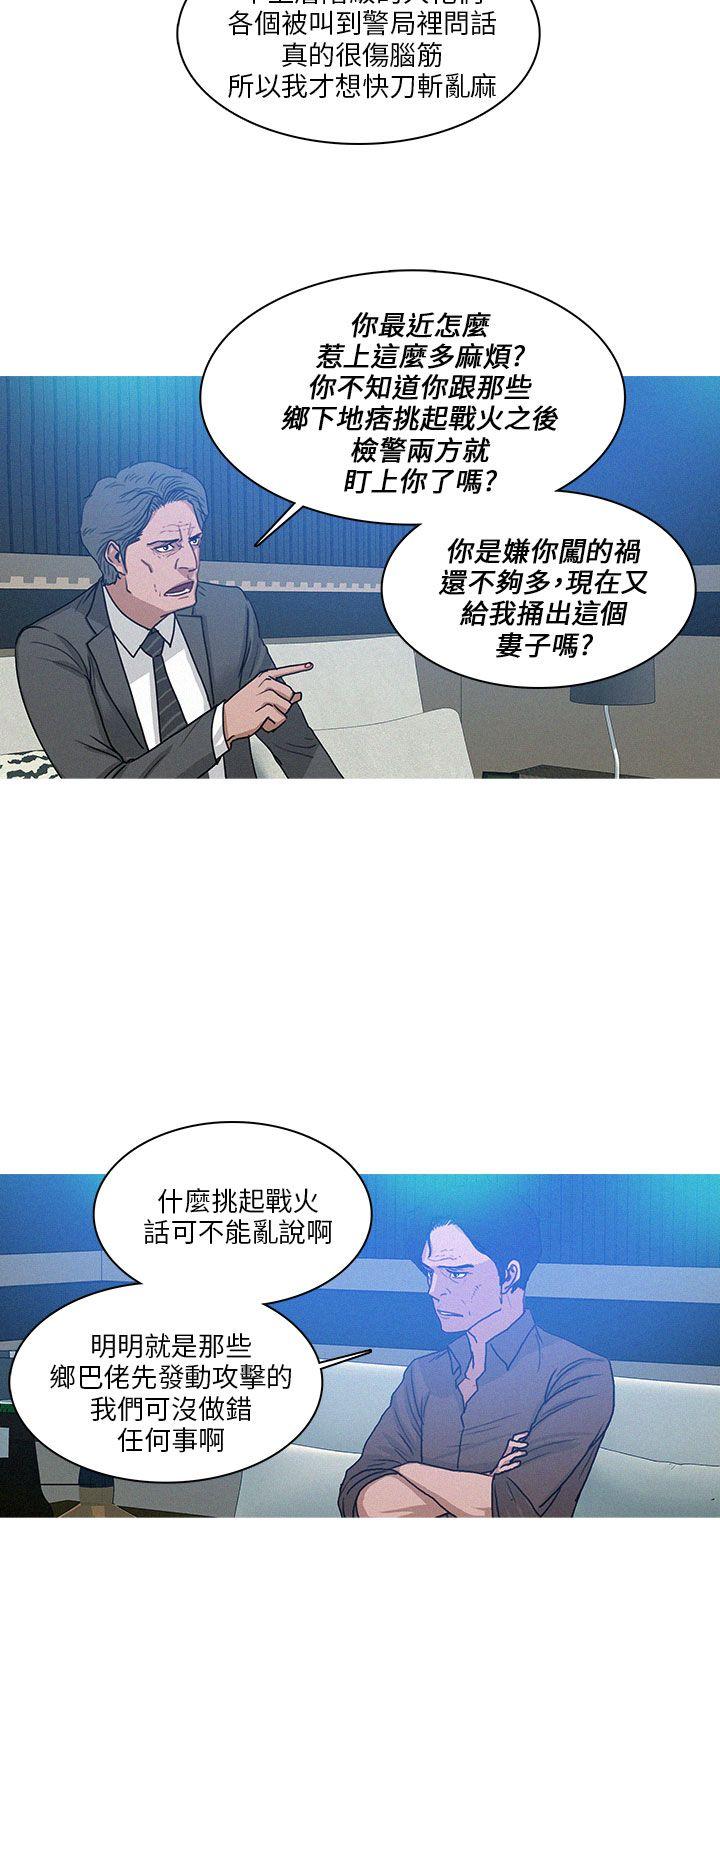 各個被叫到警局裡問話
真的很傷腦筋
所以我才想快刀斬亂麻
你最近怎麼
惹上這麼多麻煩?
你不知道你跟那些
鄉下地痞挑起戰火之後
檢警兩方就
盯上你了嗎?
你是嫌你闖的禍
還不夠多,現在又
給我捅出這個
婁子嗎?
什麼挑起戰火
話可不能亂說啊
明明就是那些
鄉巴佬先發動攻擊的
我們可沒做錯
任何事啊